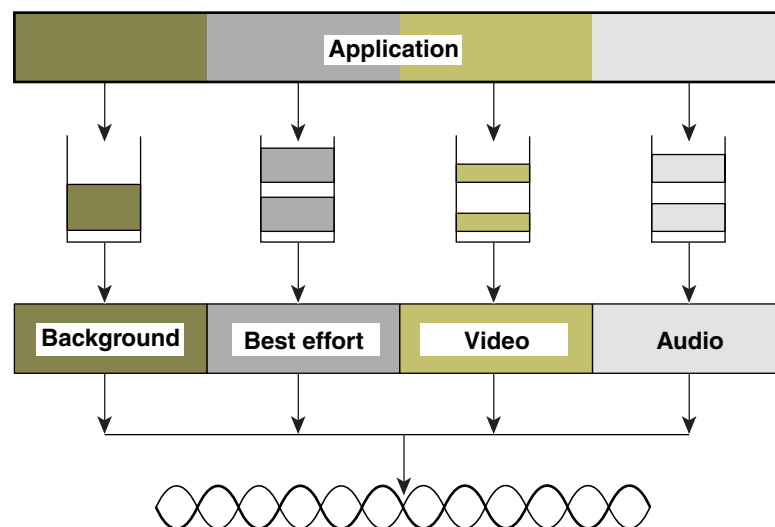 Application
Background
Best effort
Video
Audio